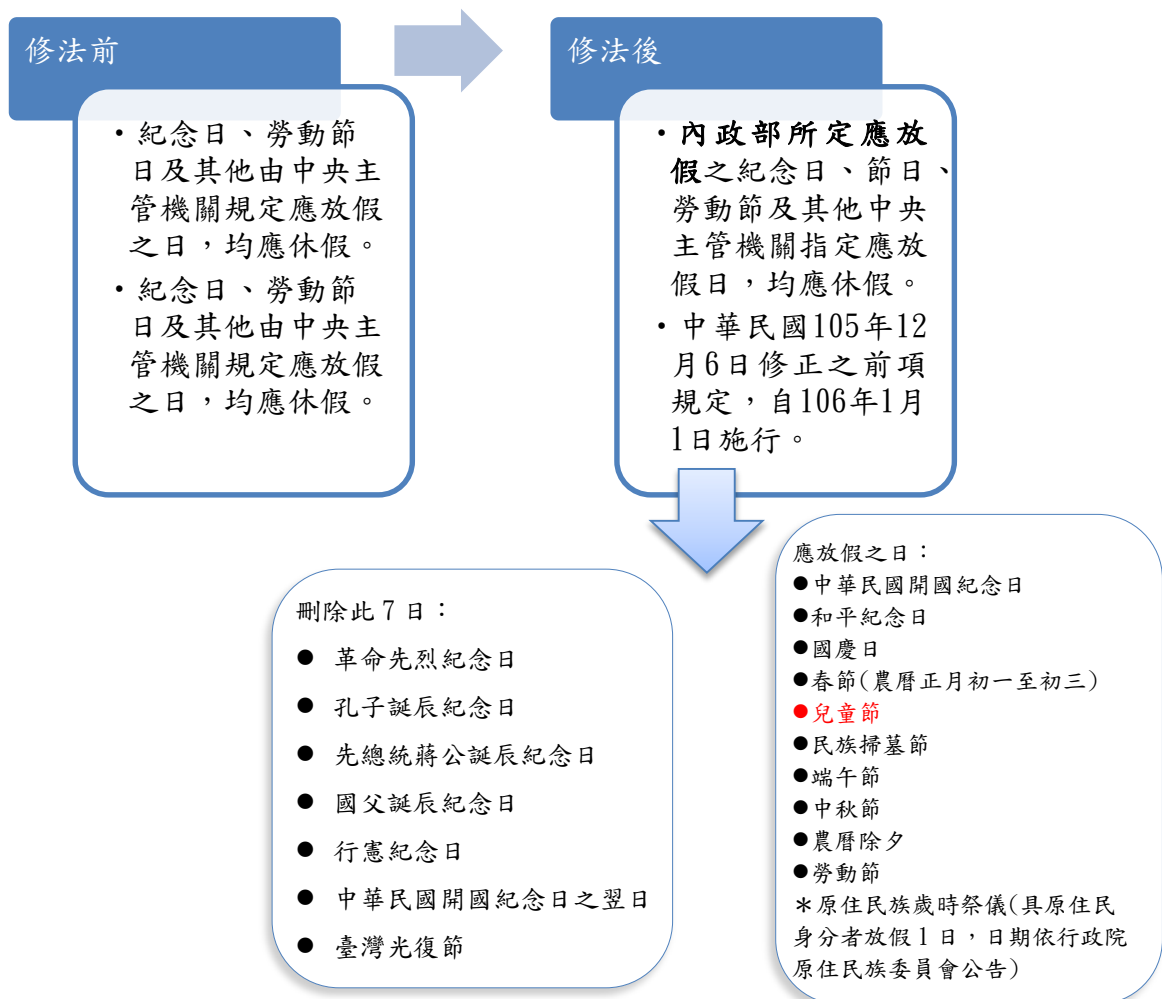 修法前
・紀念日、勞動節
日及其他由中央主
管機關規定應放假
之日，均應休假。
・紀念日、勞動節
日及其他由中央主
管機關規定應放假
之日，均應休假。
修法後
・內政部所定應放
假之紀念日、節日、
勞動節及其他中央
主管機關指定應放
假日，均應休假。
・中華民國105年12
月6日修正之前項
規定，自106年1月
1日施行。
刪除此7日：
● 革命先烈紀念日
● 孔子誕辰紀念日
● 先總統蔣公誕辰紀念日
● 國父誕辰紀念日
● 行憲紀念日
● 中華民國開國紀念日之翌日
● 臺灣光復節
應放假之日：
●中華民國開國紀念日
●和平紀念日
●國慶日
●春節(農曆正月初一至初三)
●兒童節
●民族掃墓節
●端午節
●中秋節
●農曆除夕
●勞動節
＊原住民族歲時祭儀(具原住民
身分者放假1日，日期依行政院
原住民族委員會公告)